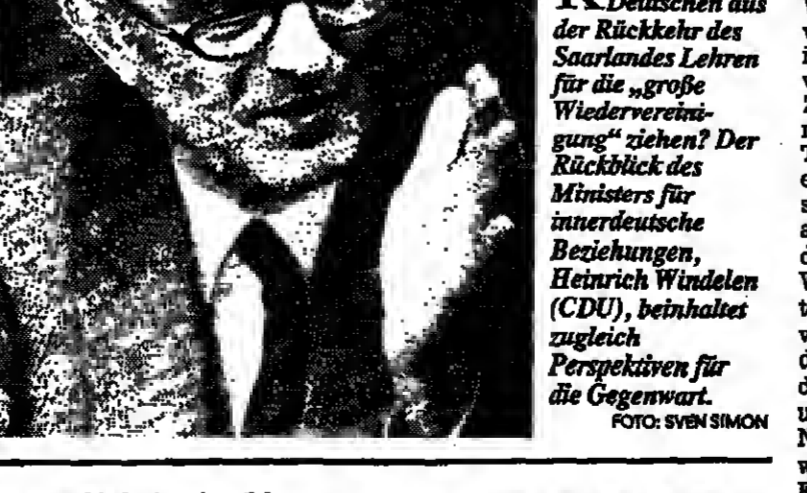 Deutschen aus
der Rückkehr des
Saarlandes Lehren
für die „große
Wiedervereini-
gung“ ziehen? Der
Rückblick des
Ministers für
innerdeutsche
Beziehungen,
Heinrich Windelen
(CDU), beinhaltet
zugleich
Perspektiven für
die Gegenwart.
FOTO: SVEN SIMON